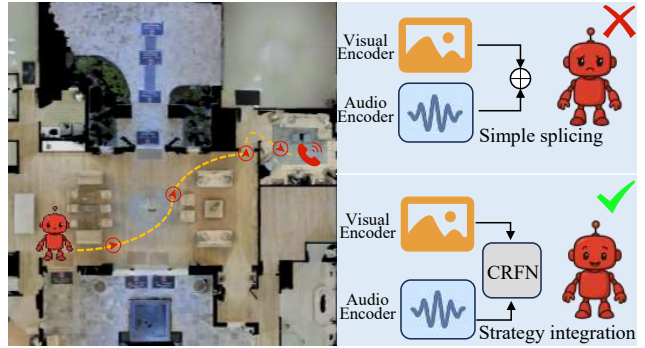 Visual
Encoder
Audio
Encoder
Simple splicing
Visual
Encoder
CRFN
Audio
Encoder
Strategy integration